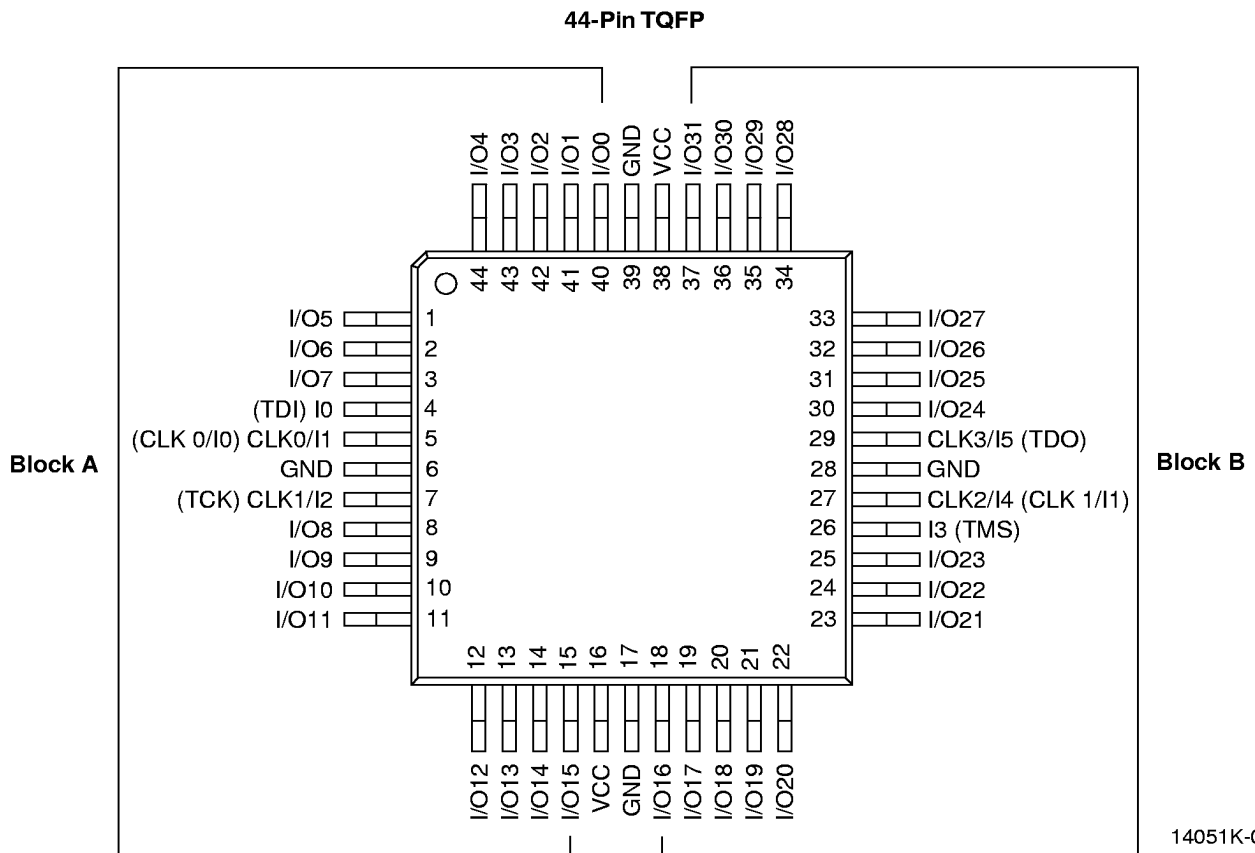 44-Pin TQFP
I/O4
I/O3
I/O2
I/O1
I/O0
GND
VCC
I/O31
I/O30
I/O29
I/O28
44
43
42
41
40
39
38
37
36
35
34
I/O5 1
I/O6 2
I/O7 3
(TDI) I0 4
(CLK 0/I0) CLK0/I1 5
GND 6
(TCK) CLK1/I2 7
I/O8 8
I/O9 9
I/O10 10
I/O11 11
33 I/O27
32 I/O26
31 I/O25
30 I/O24
29 CLK3/I5 (TDO)
28 GND
27 CLK2/I4 (CLK 1/I1)
26 I3 (TMS)
25 I/O23
24 I/O22
23 I/O21
Block A
Block B
12
13
14
15
16
17
18
19
20
21
22
I/O12
I/O13
I/O14
I/O15
VCC
GND
I/O16
I/O17
I/O18
I/O19
I/O20